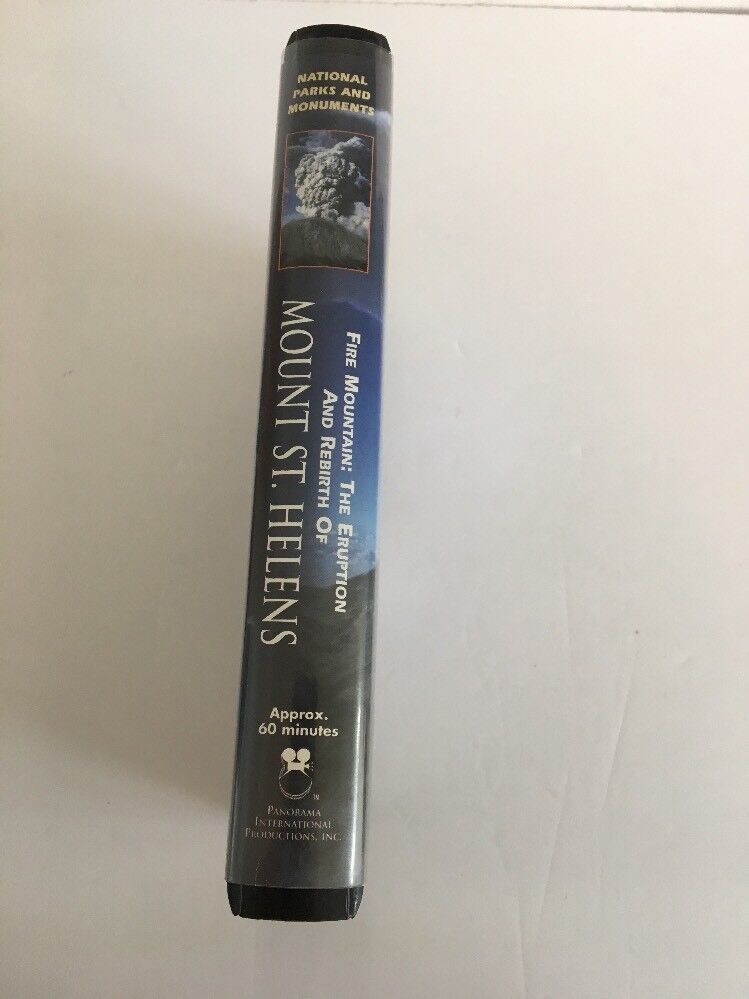 NATIONAL
PARKS AND
MONUMENTS
FIRE MOUNTAIN: THE ERUPTION
AND REBIRTH OF
MOUNT ST. HELENS
Approx.
60 minutes
TM
PANORAMA
INTERNATIONAL
PRODUCTIONS, INC.